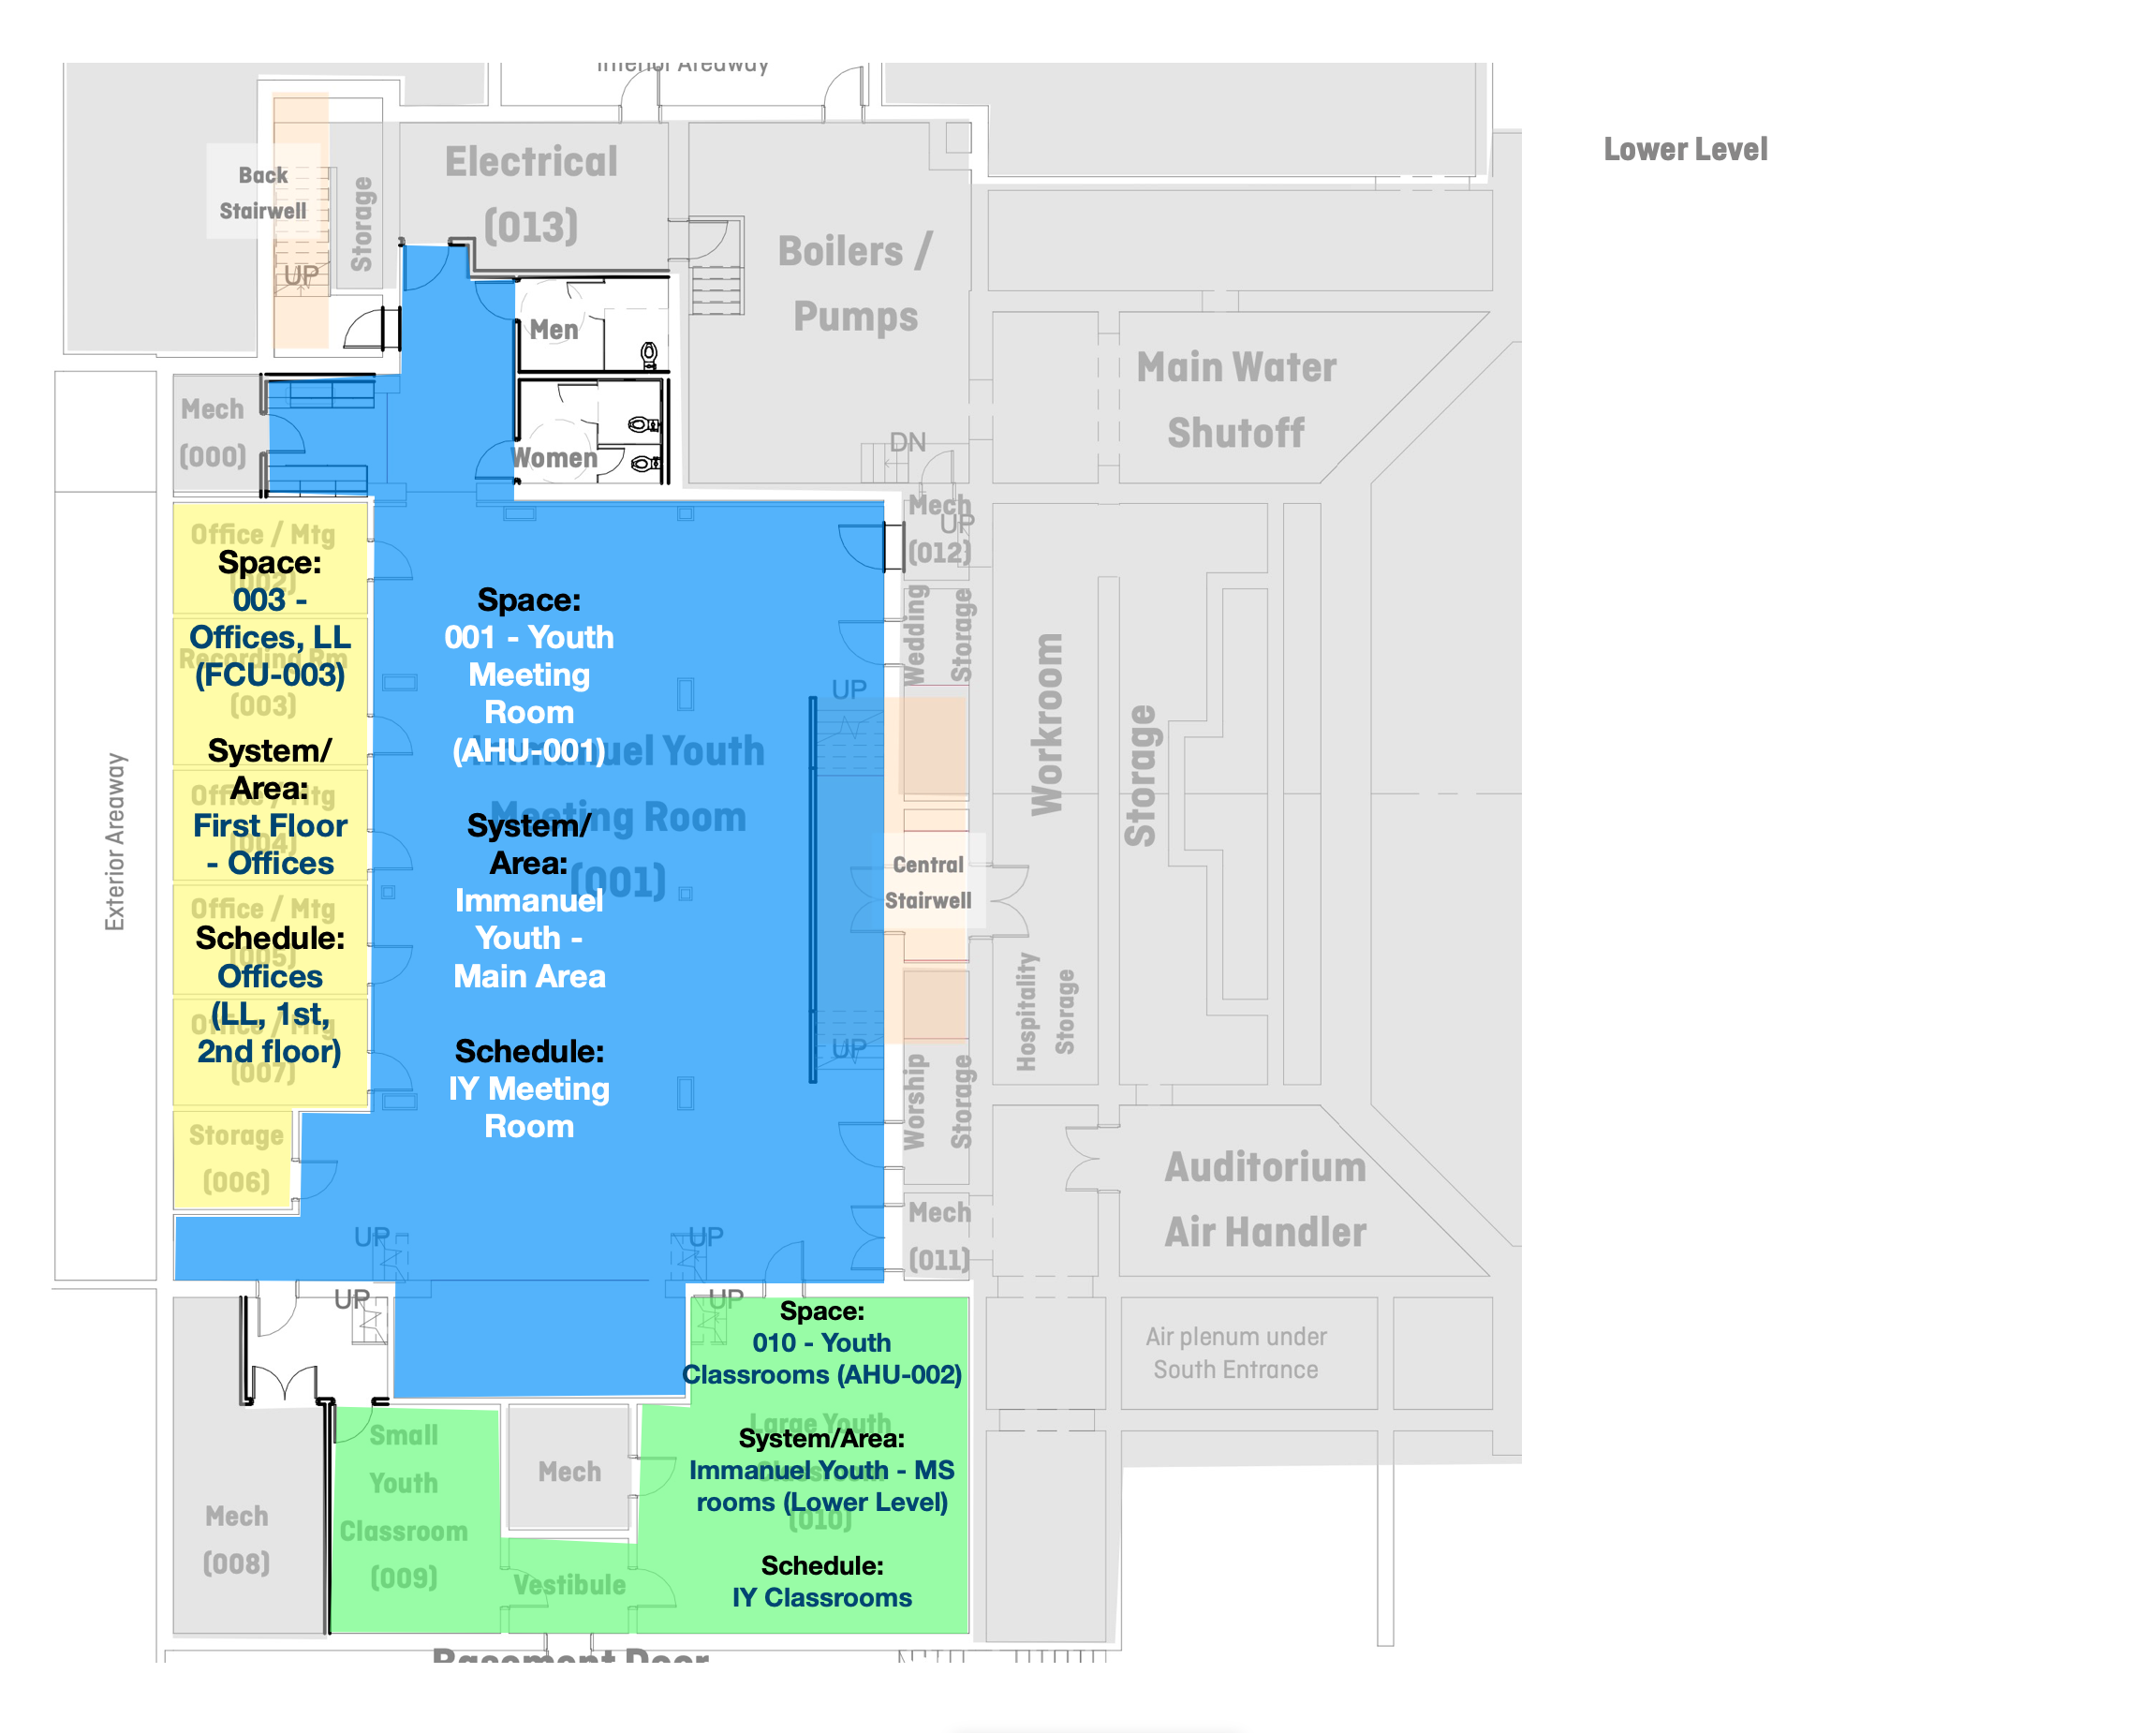 Interior Areaway
Lower Level
Back
Stairwell
Storage
UP
Electrical
(013)
Boilers /
Pumps
Men
Women
Mech
(000)
Main Water
Shutoff
DN
Mech
UP
(012)
Wedding
Storage
Office / Mtg
(002)
Space:
003 -
Offices, LL
(FCU-003)
Recording Rm
(003)
System/
Area:
First Floor
- Offices
Office / Mtg
(004)
Office / Mtg
(005)
Schedule:
Offices
(LL, 1st,
2nd floor)
Office / Mtg
(007)
Storage
(006)
Exterior Areaway
Space:
001 - Youth
Meeting
Room
(AHU-001)
Immanuel Youth
Meeting Room
(001)
System/
Area:
Immanuel
Youth -
Main Area
Schedule:
IY Meeting
Room
UP
UP
Central
Stairwell
Workroom
Storage
Hospitality
Storage
Worship
Storage
Mech
(011)
Auditorium
Air Handler
UP
UP
UP
UP
Air plenum under
South Entrance
Space:
010 - Youth
Classrooms (AHU-002)
Large Youth
Classroom
(010)
System/Area:
Immanuel Youth - MS
rooms (Lower Level)
Schedule:
IY Classrooms
Small
Youth
Classroom
(009)
Mech
Mech
(008)
Vestibule
Basement Door